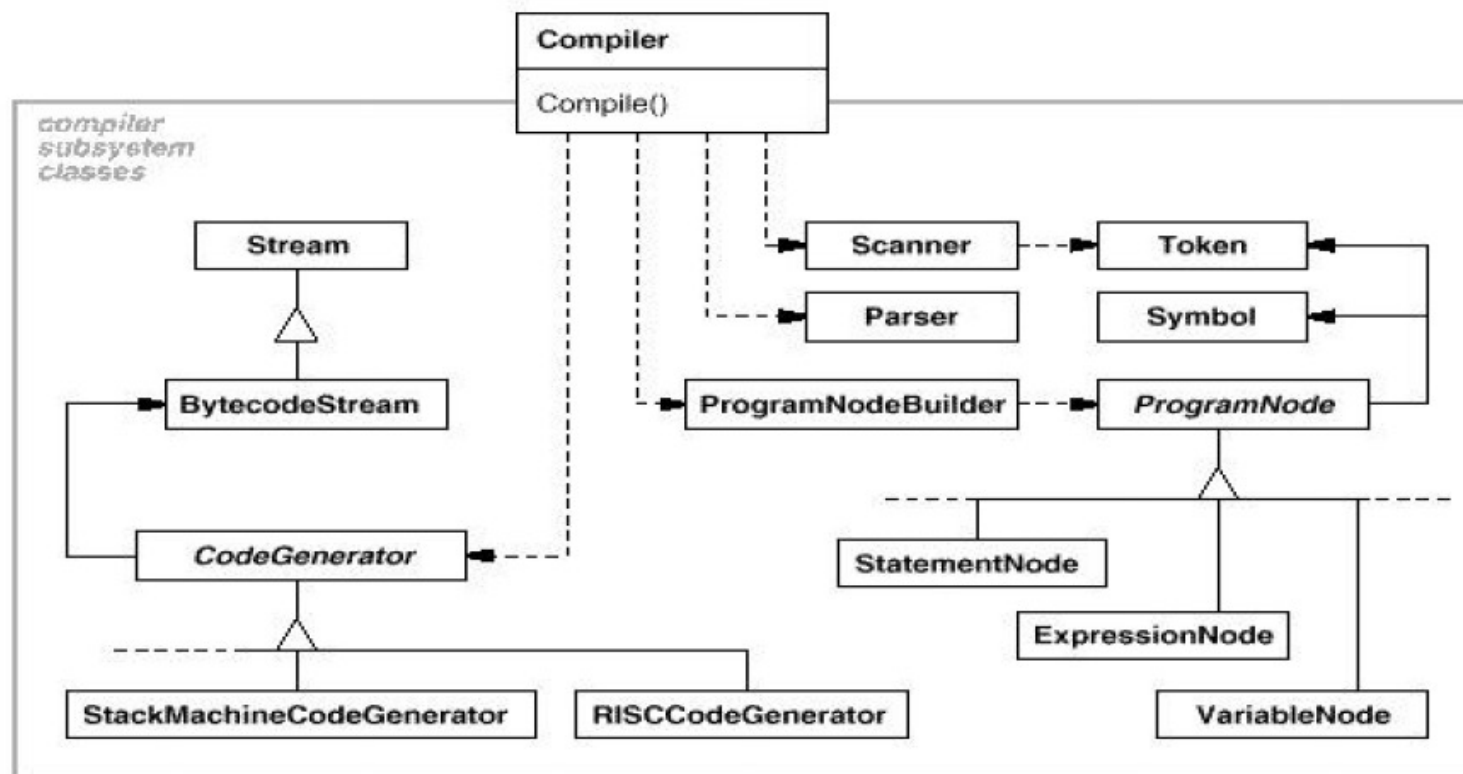 Compiler
Compile()
compiler
subsystem
classes
Stream
Scanner
Token
Parser
Symbol
BytecodeStream
ProgramNodeBuilder
ProgramNode
CodeGenerator
StatementNode
ExpressionNode
StackMachineCodeGenerator
RISCCodeGenerator
VariableNode